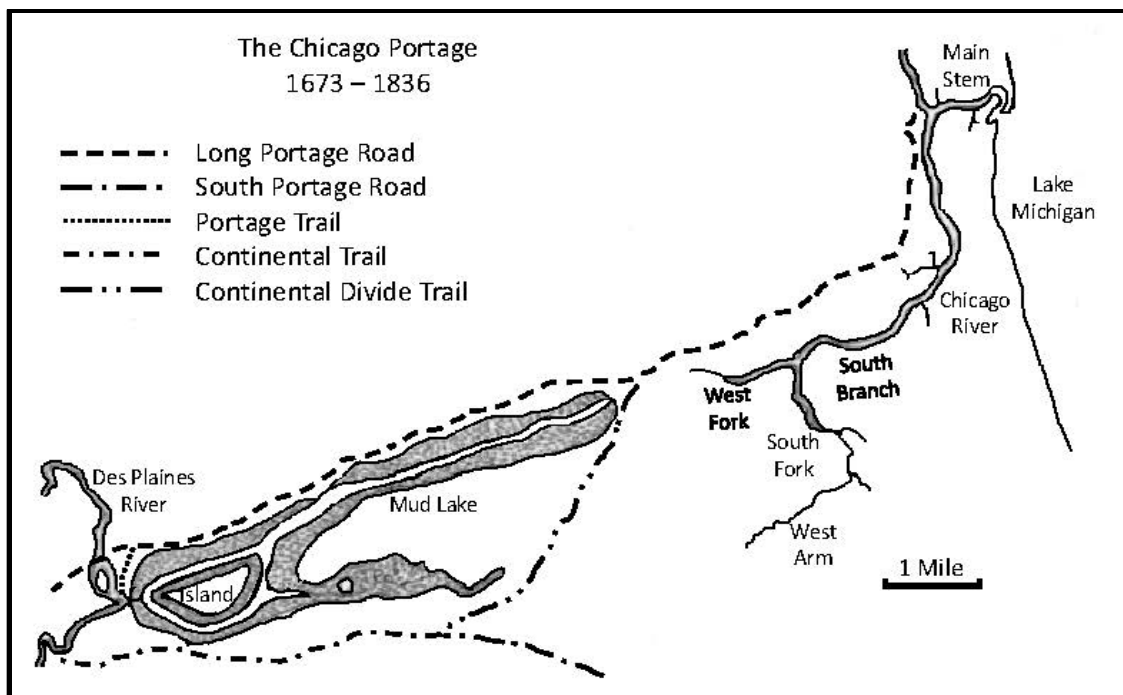 The Chicago Portage
1673 – 1836
Long Portage Road
South Portage Road
Portage Trail
Continental Trail
Continental Divide Trail
Main
Stem
Lake
Michigan
Chicago
River
South
Branch
West
Fork
South
Fork
West
Arm
Des Plaines
River
Mud Lake
Island
1 Mile